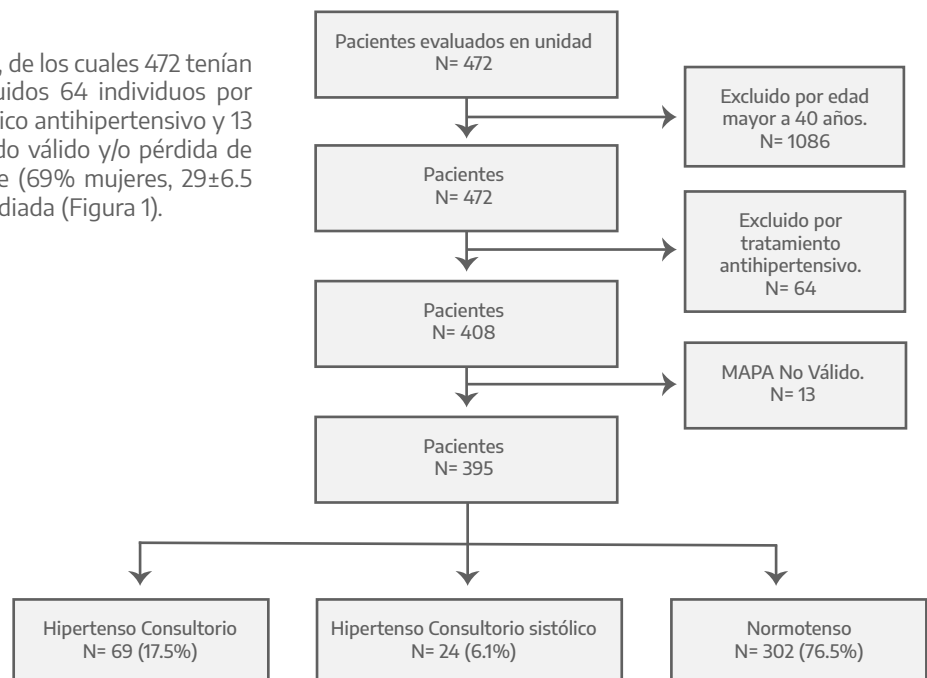 , de los cuales 472 tenían
uidos 64 individuos por
ico antihipertensivo y 13
do válido y/o pérdida de
e (69% mujeres, 29±6.5
diada (Figura 1).
Pacientes evaluados en unidad
N= 472
Excluido por edad
mayor a 40 años.
N= 1086
Pacientes
N= 472
Excluido por
tratamiento
antihipertensivo.
N= 64
Pacientes
N= 408
MAPA No Válido.
N= 13
Pacientes
N= 395
Hipertenso Consultorio
N= 69 (17.5%)
Hipertenso Consultorio sistólico
N= 24 (6.1%)
Normotenso
N= 302 (76.5%)